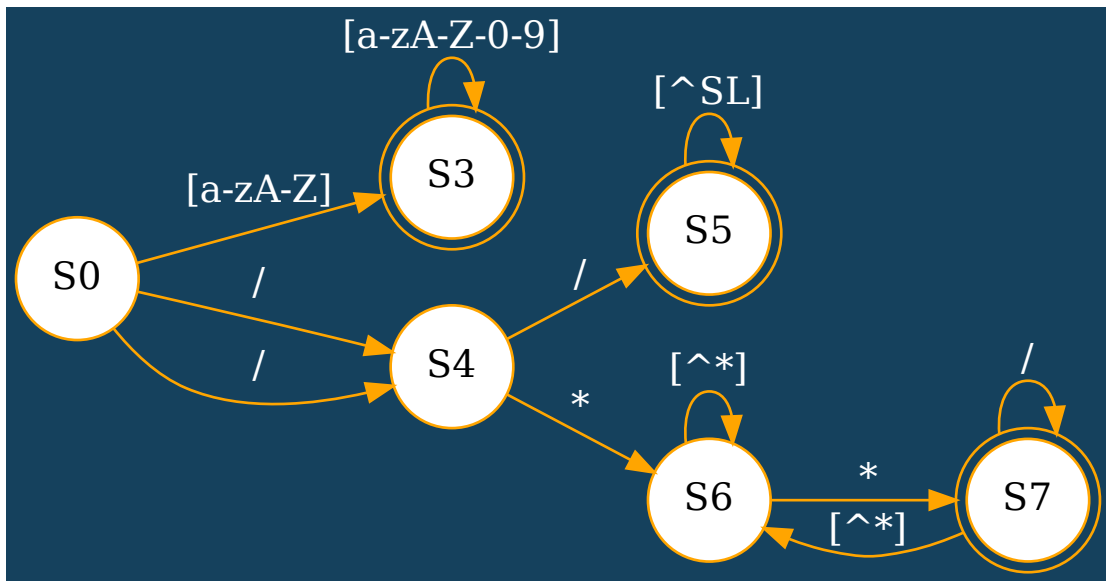 [a-zA-Z-0-9]
S3
[^SL]
S5
[a-zA-Z]
S0
/
/
S4
/
*
[^*]
S6
*
[^*]
/
S7